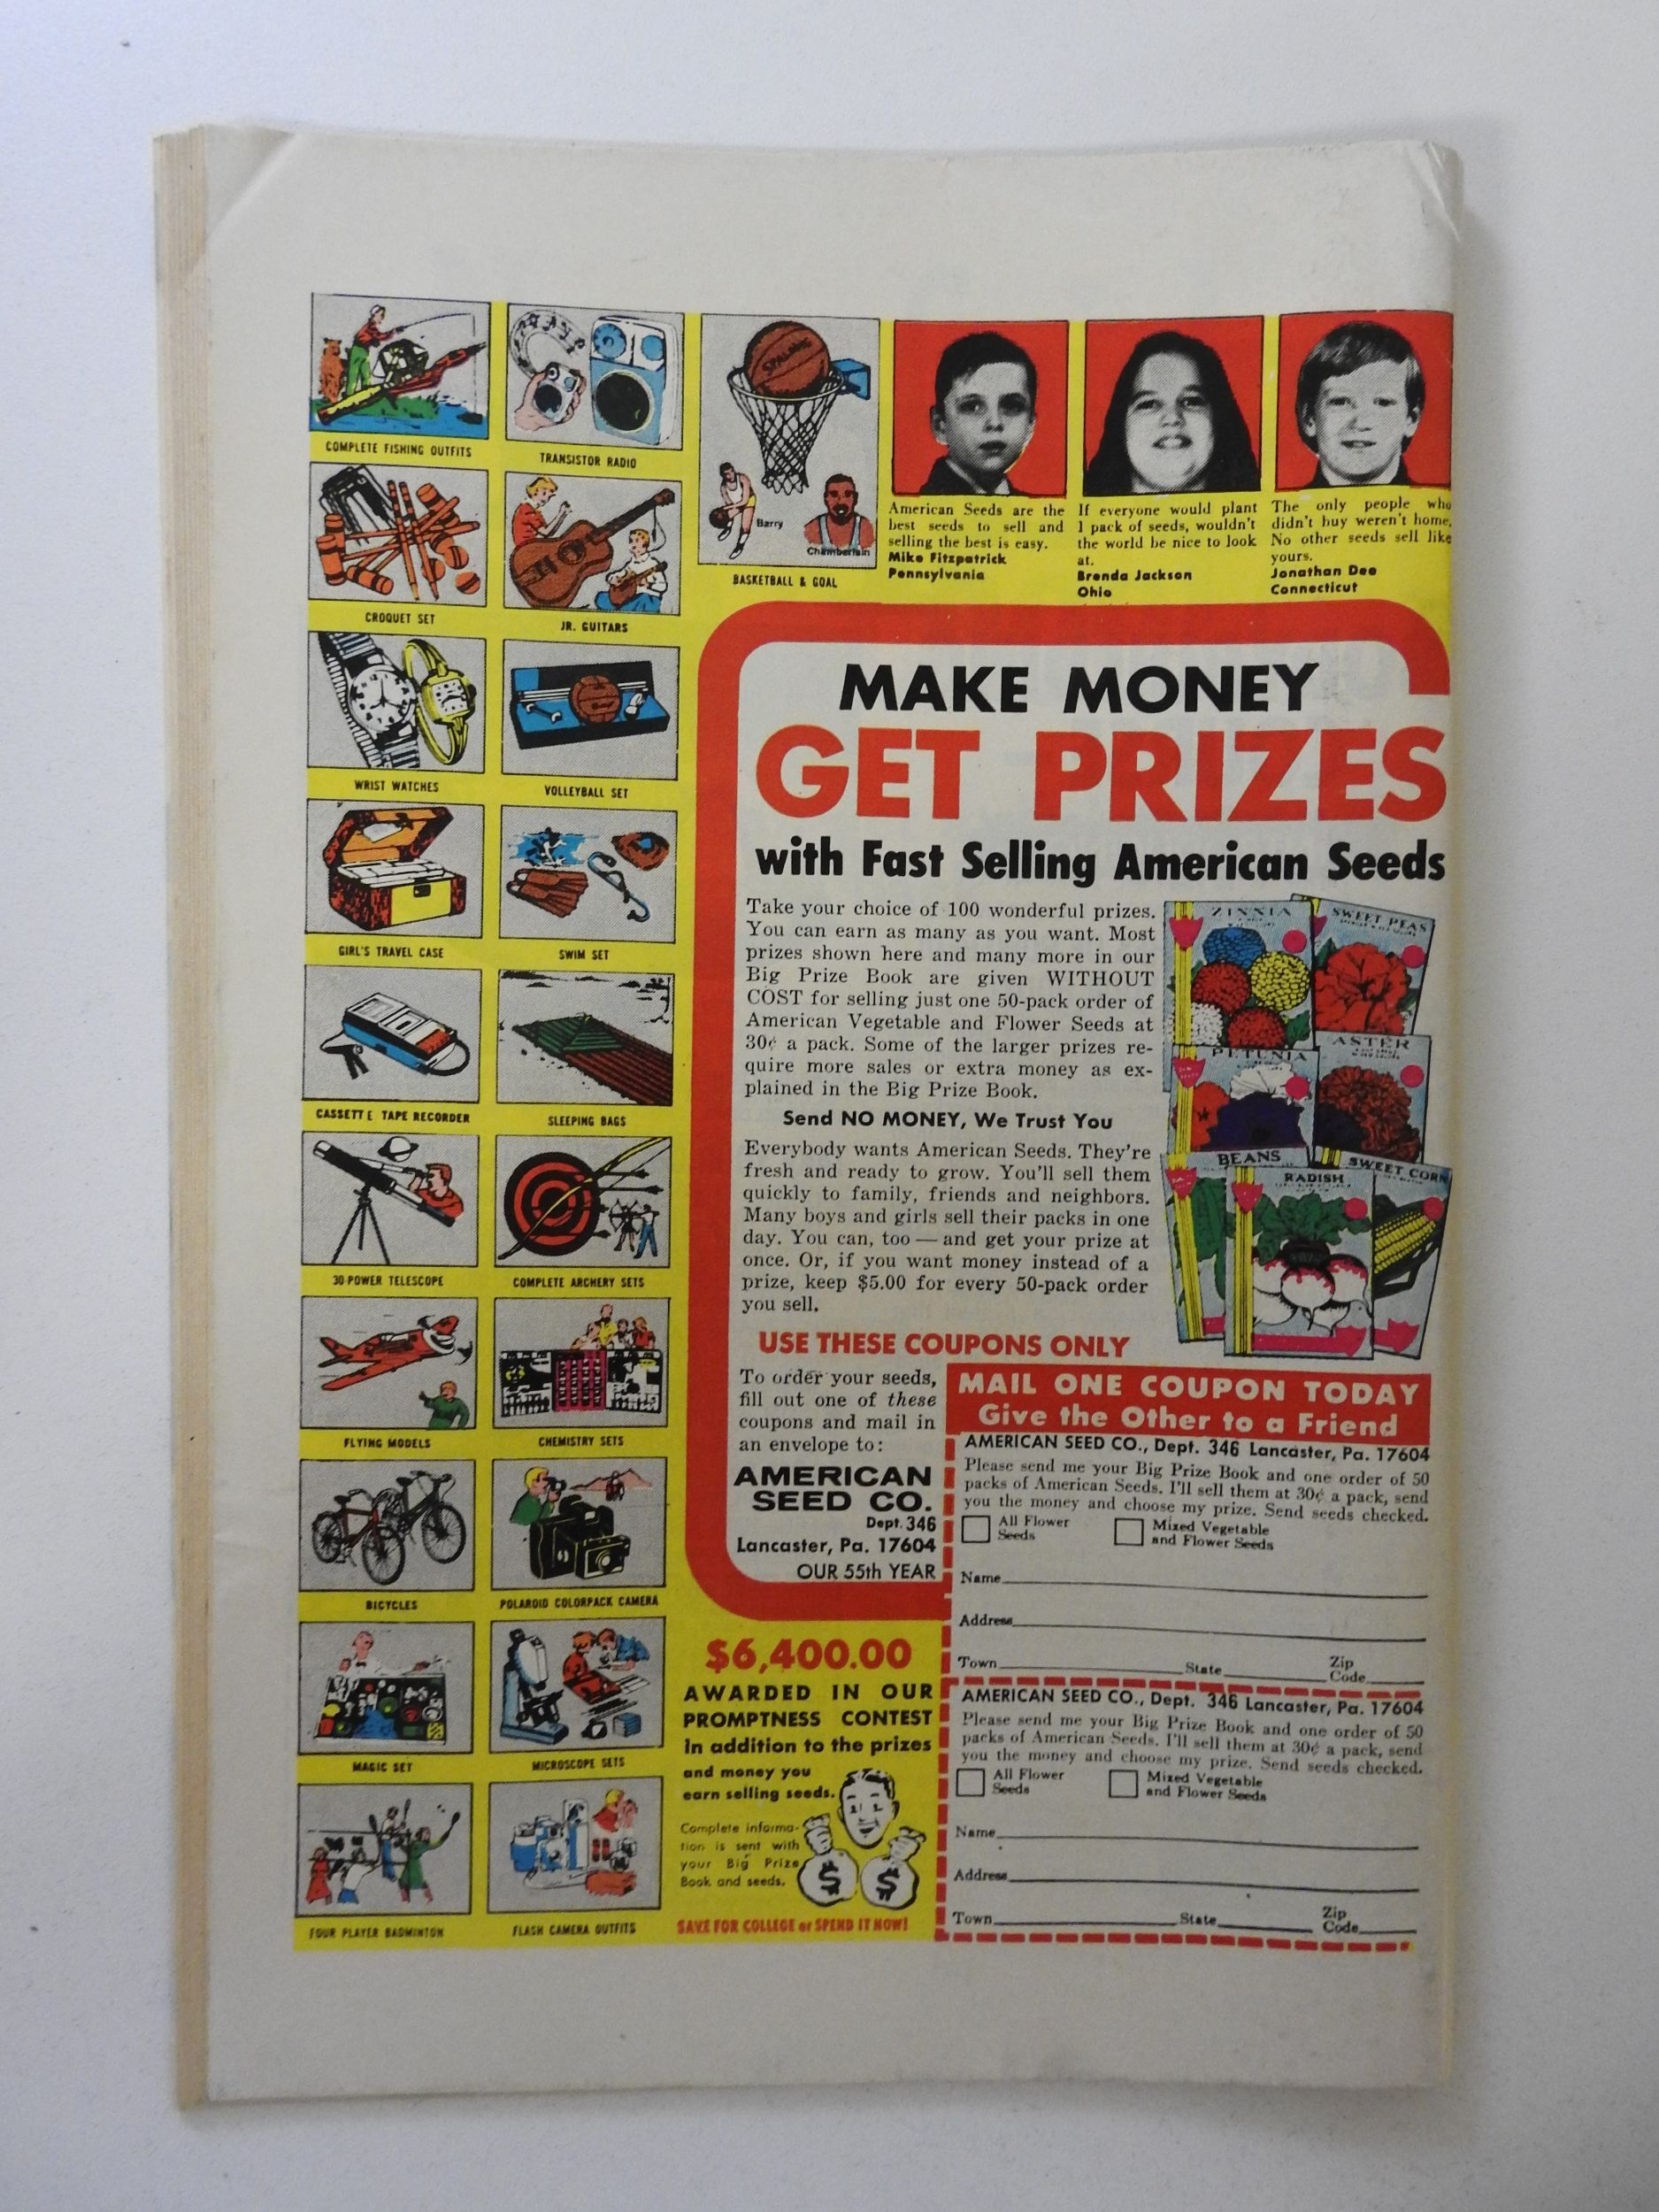 COMPLETE FISHING OUTFITS
TRANSISTOR RADIO
CROQUET SET
JR. GUITARS
WRIST WATCHES
VOLLEYBALL SET
GIRL'S TRAVEL CASE
SWIM SET
CASSETTE TAPE RECORDER
SLEEPING BAGS
30-POWER TELESCOPE
COMPLETE ARCHERY SETS
FLYING MODELS
CHEMISTRY SETS
BICYCLES
POLAROID COLORPACK CAMERA
MAGIC SET
MICROSCOPE SETS
FOUR PLAYER BADMINTON
FLASH CAMERA OUTFITS
SPALDING
Barry
Chamberlain
BASKETBALL & GOAL
American Seeds are the
best seeds to sell and
selling the best is easy.
Mike Fitzpatrick
Pennsylvania
If everyone would plant
1 pack of seeds, wouldn't
the world be nice to look
at.
Brenda Jackson
Ohio
The only people who
didn't buy weren't home.
No other seeds sell like
yours.
Jonathan Dee
Connecticut
MAKE MONEY
GET PRIZES
with Fast Selling American Seeds
Take your choice of 100 wonderful prizes.
You can earn as many as you want. Most
prizes shown here and many more in our
Big Prize Book are given WITHOUT
COST for selling just one 50-pack order of
American Vegetable and Flower Seeds at
30¢ a pack. Some of the larger prizes re-
quire more sales or extra money as ex-
plained in the Big Prize Book.
Send NO MONEY, We Trust You
Everybody wants American Seeds. They're
fresh and ready to grow. You'll sell them
quickly to family, friends and neighbors.
Many boys and girls sell their packs in one
day. You can, too — and get your prize at
once. Or, if you want money instead of a
prize, keep $5.00 for every 50-pack order
you sell.
ZINNIA
SWEET PEAS
PETUNIA
ASTER
BEANS
RADISH
SWEET CORN
USE THESE COUPONS ONLY
To order your seeds,
fill out one of these
coupons and mail in
an envelope to:
AMERICAN
SEED CO.
Dept. 346
Lancaster, Pa. 17604
OUR 55th YEAR
MAIL ONE COUPON TODAY
Give the Other to a Friend
AMERICAN SEED CO., Dept. 346 Lancaster, Pa. 17604
Please send me your Big Prize Book and one order of 50
packs of American Seeds. I'll sell them at 30¢ a pack, send
you the money and choose my prize. Send seeds checked.
All Flower Seeds
Mixed Vegetable and Flower Seeds
Name
Address
Town State Zip Code
AMERICAN SEED CO., Dept. 346 Lancaster, Pa. 17604
Please send me your Big Prize Book and one order of 50
packs of American Seeds. I'll sell them at 30¢ a pack, send
you the money and choose my prize. Send seeds checked.
All Flower Seeds
Mixed Vegetable and Flower Seeds
Name
Address
Town State Zip Code
$6,400.00
AWARDED IN OUR
PROMPTNESS CONTEST
in addition to the prizes
and money you
earn selling seeds.
Complete informa-
tion is sent with
your Big Prize
Book and seeds.
$ $
SAVE FOR COLLEGE or SPEND IT NOW!